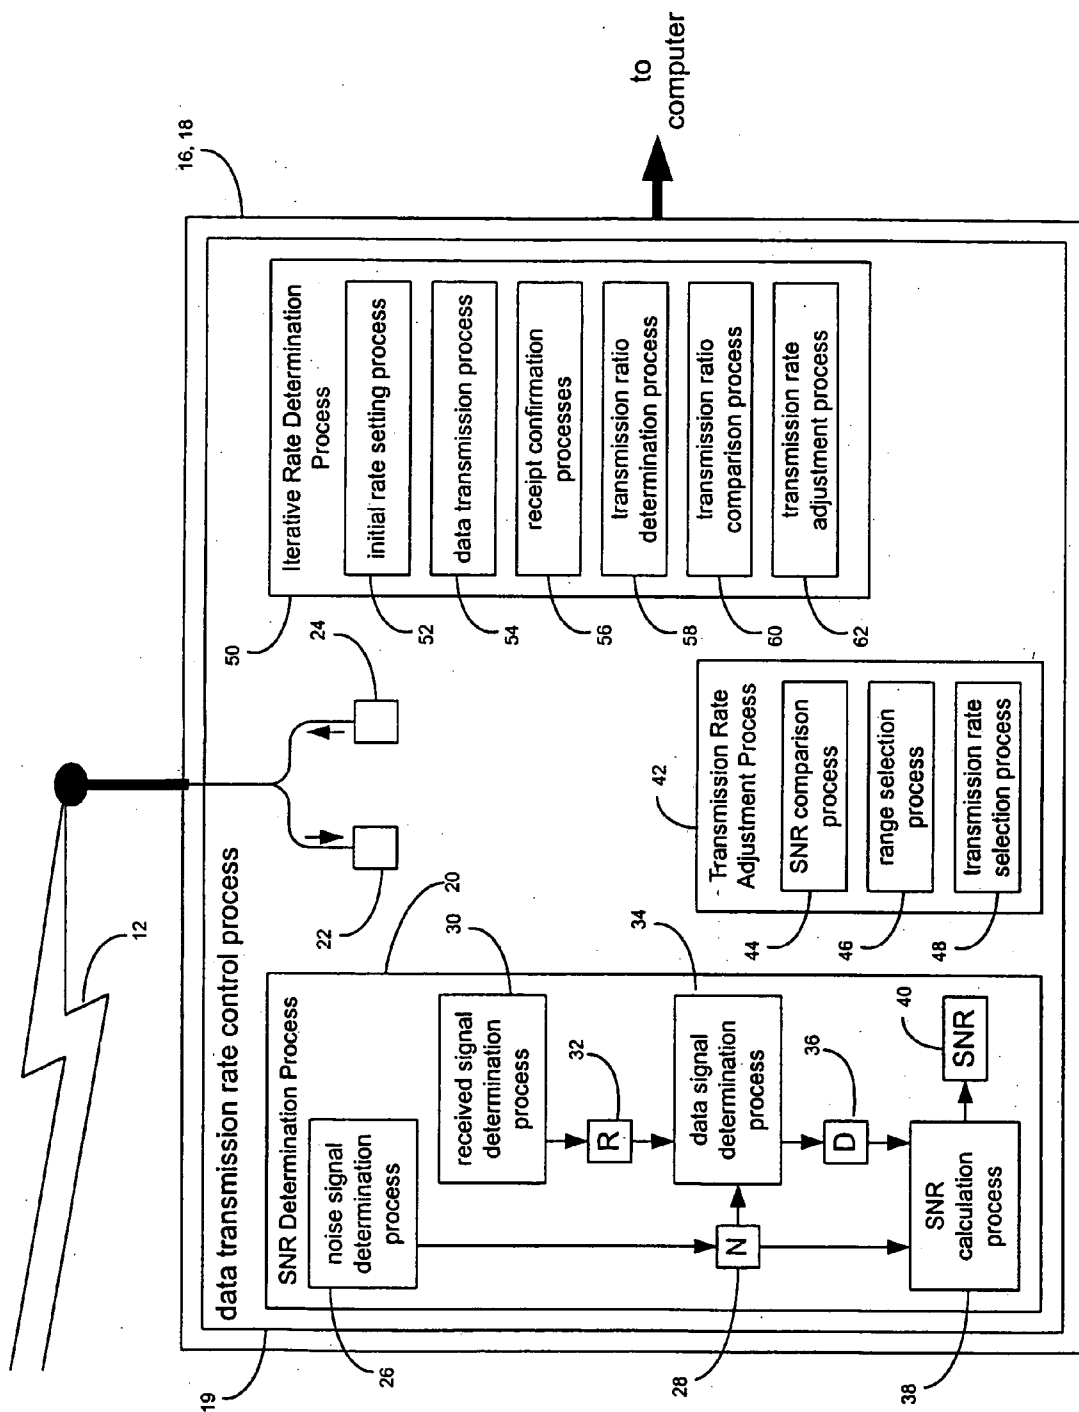 12
16, 18
to
computer
19
data transmission rate control process
20
SNR Determination Process
26
noise signal
determination
process
28
N
30
received signal
determination
process
32
R
34
data signal
determination
process
36
D
38
SNR
calculation
process
40
SNR
22
24
42
Transmission Rate
Adjustment Process
44
SNR comparison
process
46
range selection
process
48
transmission rate
selection process
50
Iterative Rate Determination
Process
52
initial rate setting process
54
data transmission process
56
receipt confirmation
processes
58
transmission ratio
determination process
60
transmission ratio
comparison process
62
transmission rate
adjustment process